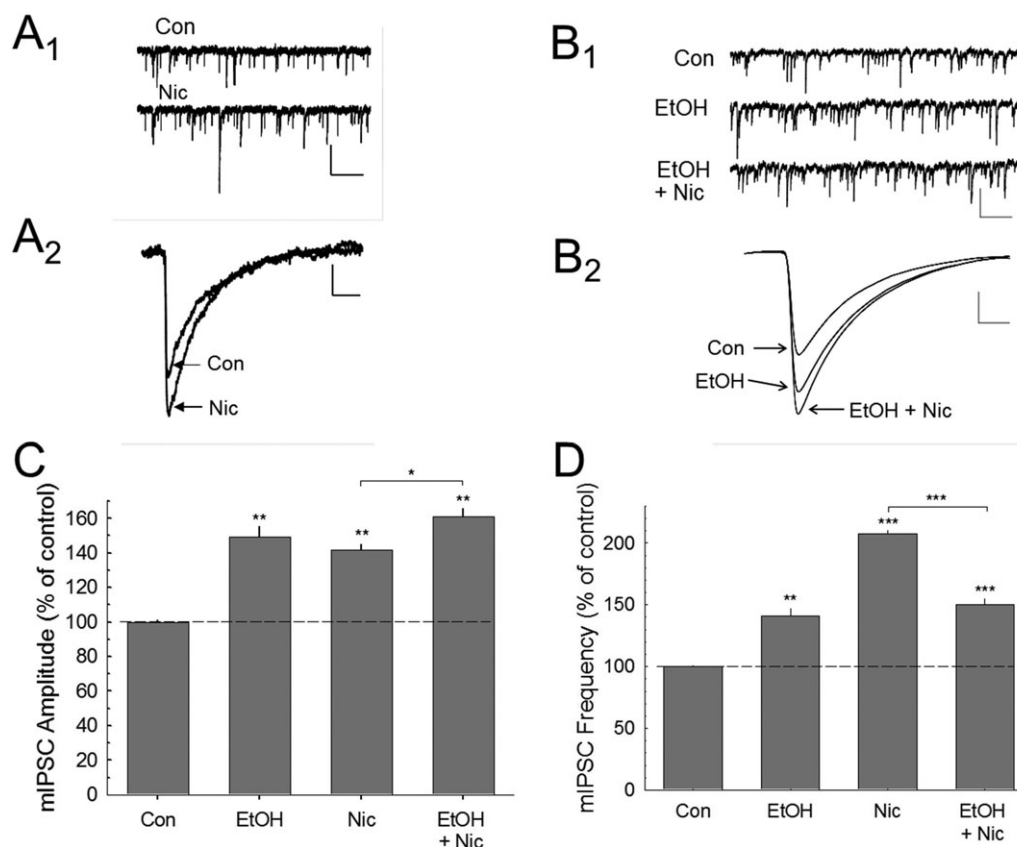 A1
Con
Nic
B1
Con
EtOH
EtOH
+ Nic
A2
Con
Nic
B2
Con
EtOH
EtOH + Nic
C
mIPSC Amplitude (% of control)
160
140
120
100
80
60
40
20
0
**
**
*
**
Con
EtOH
Nic
EtOH
+ Nic
D
mIPSC Frequency (% of control)
200
150
100
50
0
**
***
***
***
Con
EtOH
Nic
EtOH
+ Nic